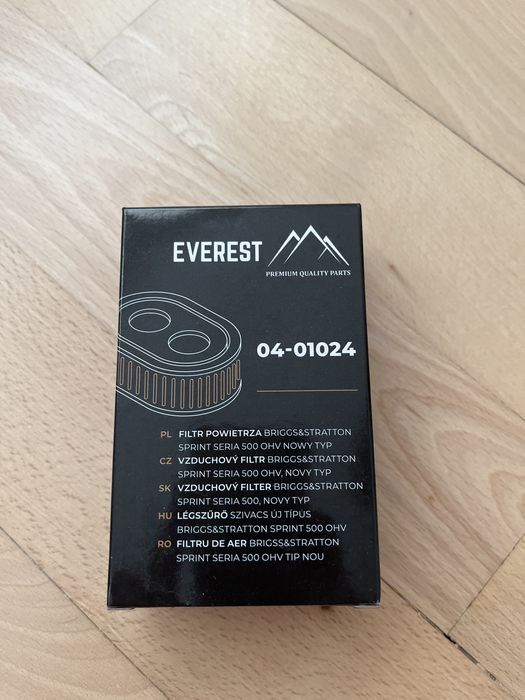 EVEREST
PREMIUM QUALITY PARTS
04-01024
PL FILTR POWIETRZA BRIGGS&STRATTON
SPRINT SERIA 500 OHV NOWY TYP
CZ VZDUCHOVÝ FILTR BRIGGS&STRATTON
SPRINT SERIA 500 OHV, NOVY TYP
SK VZDUCHOVÝ FILTER BRIGGS&STRATTON
SPRINT SERIA 500, NOVY TYP
HU LÉGSZŰRŐ SZIVACS ÚJ TÍPUS
BRIGGS&STRATTON SPRINT 500 OHV
RO FILTRU DE AER BRIGSS&STRATTON
SPRINT SERIA 500 OHV TIP NOU